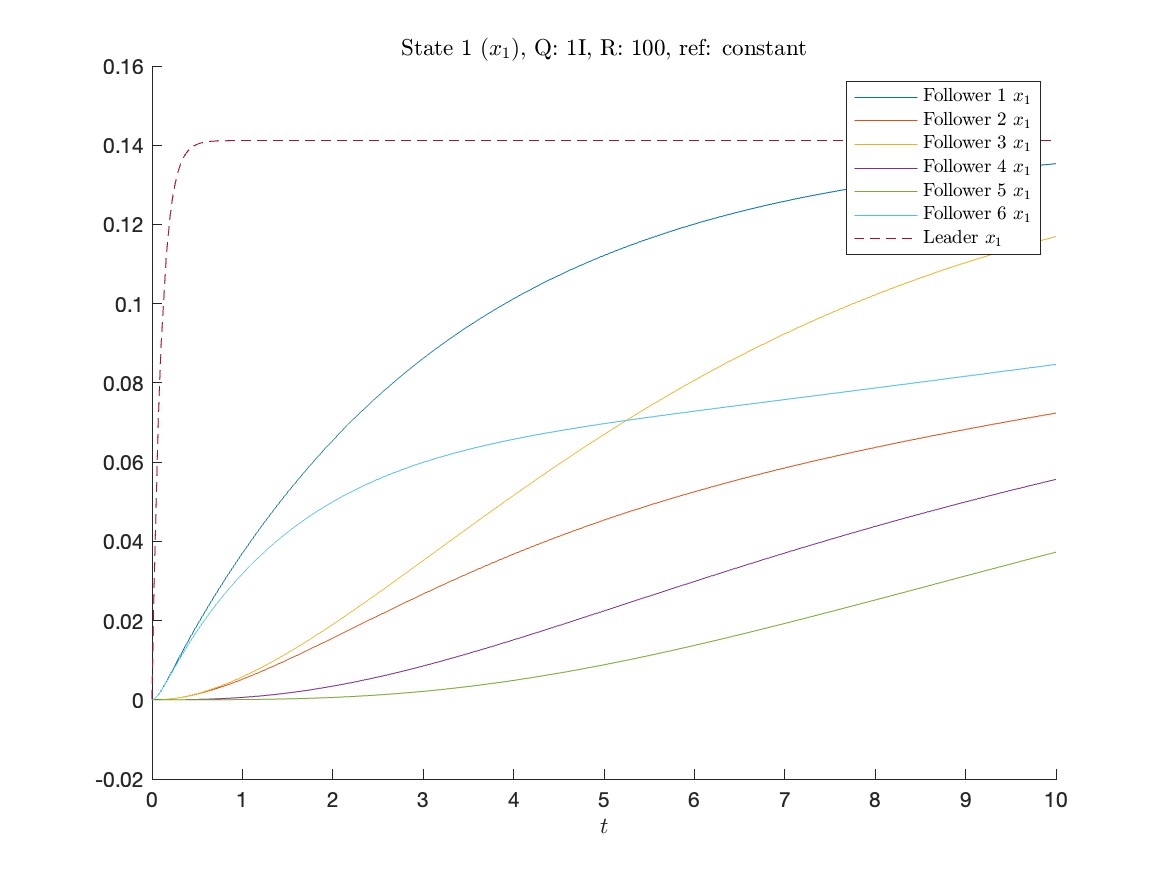 State 1 (x₁), Q: 1I, R: 100, ref: constant
0.16
0.14
0.12
0.1
0.08
0.06
0.04
0.02
0
-0.02
Follower 1 x₁
Follower 2 x₁
Follower 3 x₁
Follower 4 x₁
Follower 5 x₁
Follower 6 x₁
Leader x₁
0 1 2 3 4 5 6 7 8 9 10
t